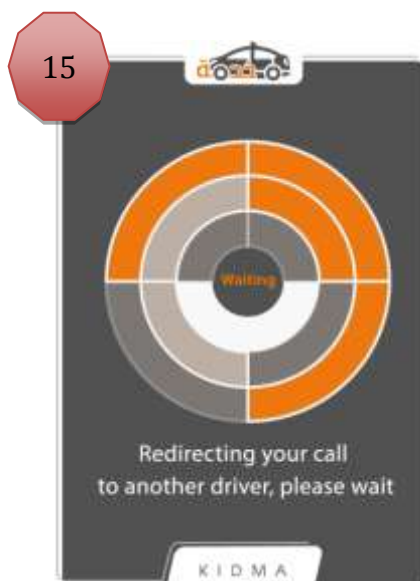 15
Waiting
Redirecting your call
to another driver, please wait
KIDMA